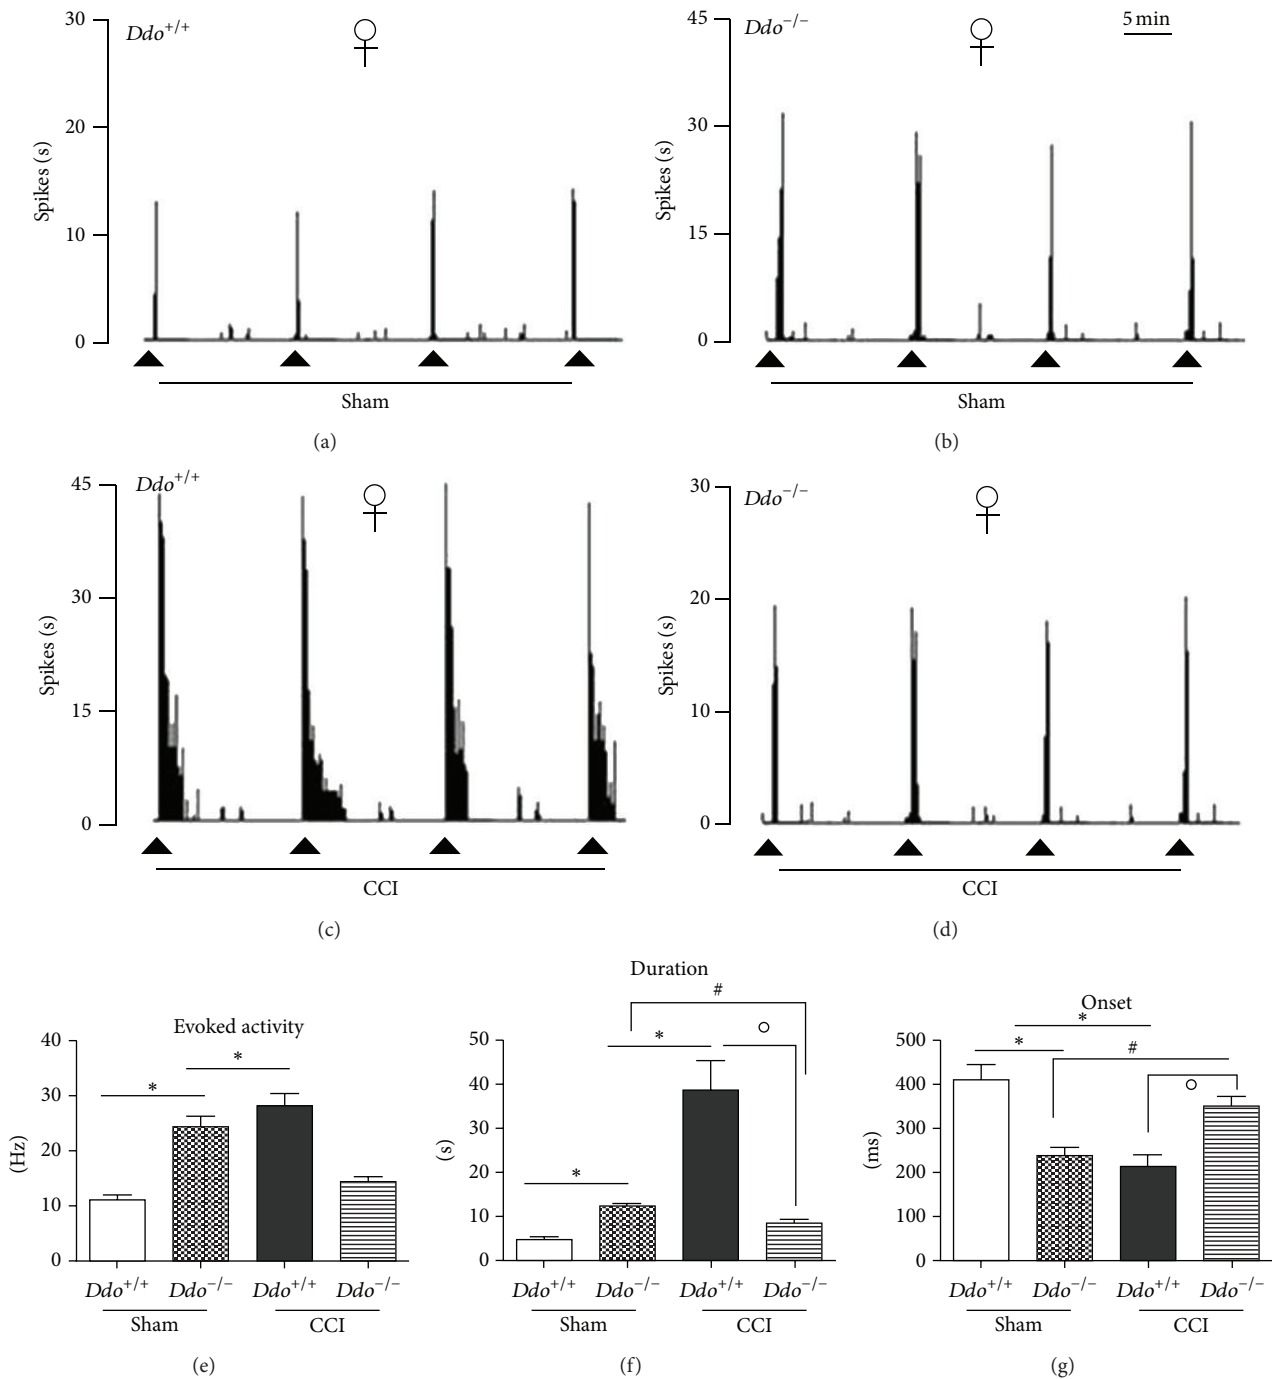 Ddo+/+
♀
30
20
10
0
Spikes (s)
Sham
(a)
Ddo−/−
♀
5 min
45
30
15
0
Spikes (s)
Sham
(b)
Ddo+/+
♀
45
30
15
0
Spikes (s)
CCI
(c)
Ddo−/−
♀
30
20
10
0
Spikes (s)
CCI
(d)
Evoked activity
* *
40
30
20
10
0
(Hz)
Ddo+/+ Ddo−/− Ddo+/+ Ddo−/−
Sham CCI
(e)
Duration
#
* ○
*
50
40
30
20
10
0
(s)
Ddo+/+ Ddo−/− Ddo+/+ Ddo−/−
Sham CCI
(f)
Onset
*
* #
○
500
400
300
200
100
0
(ms)
Ddo+/+ Ddo−/− Ddo+/+ Ddo−/−
Sham CCI
(g)